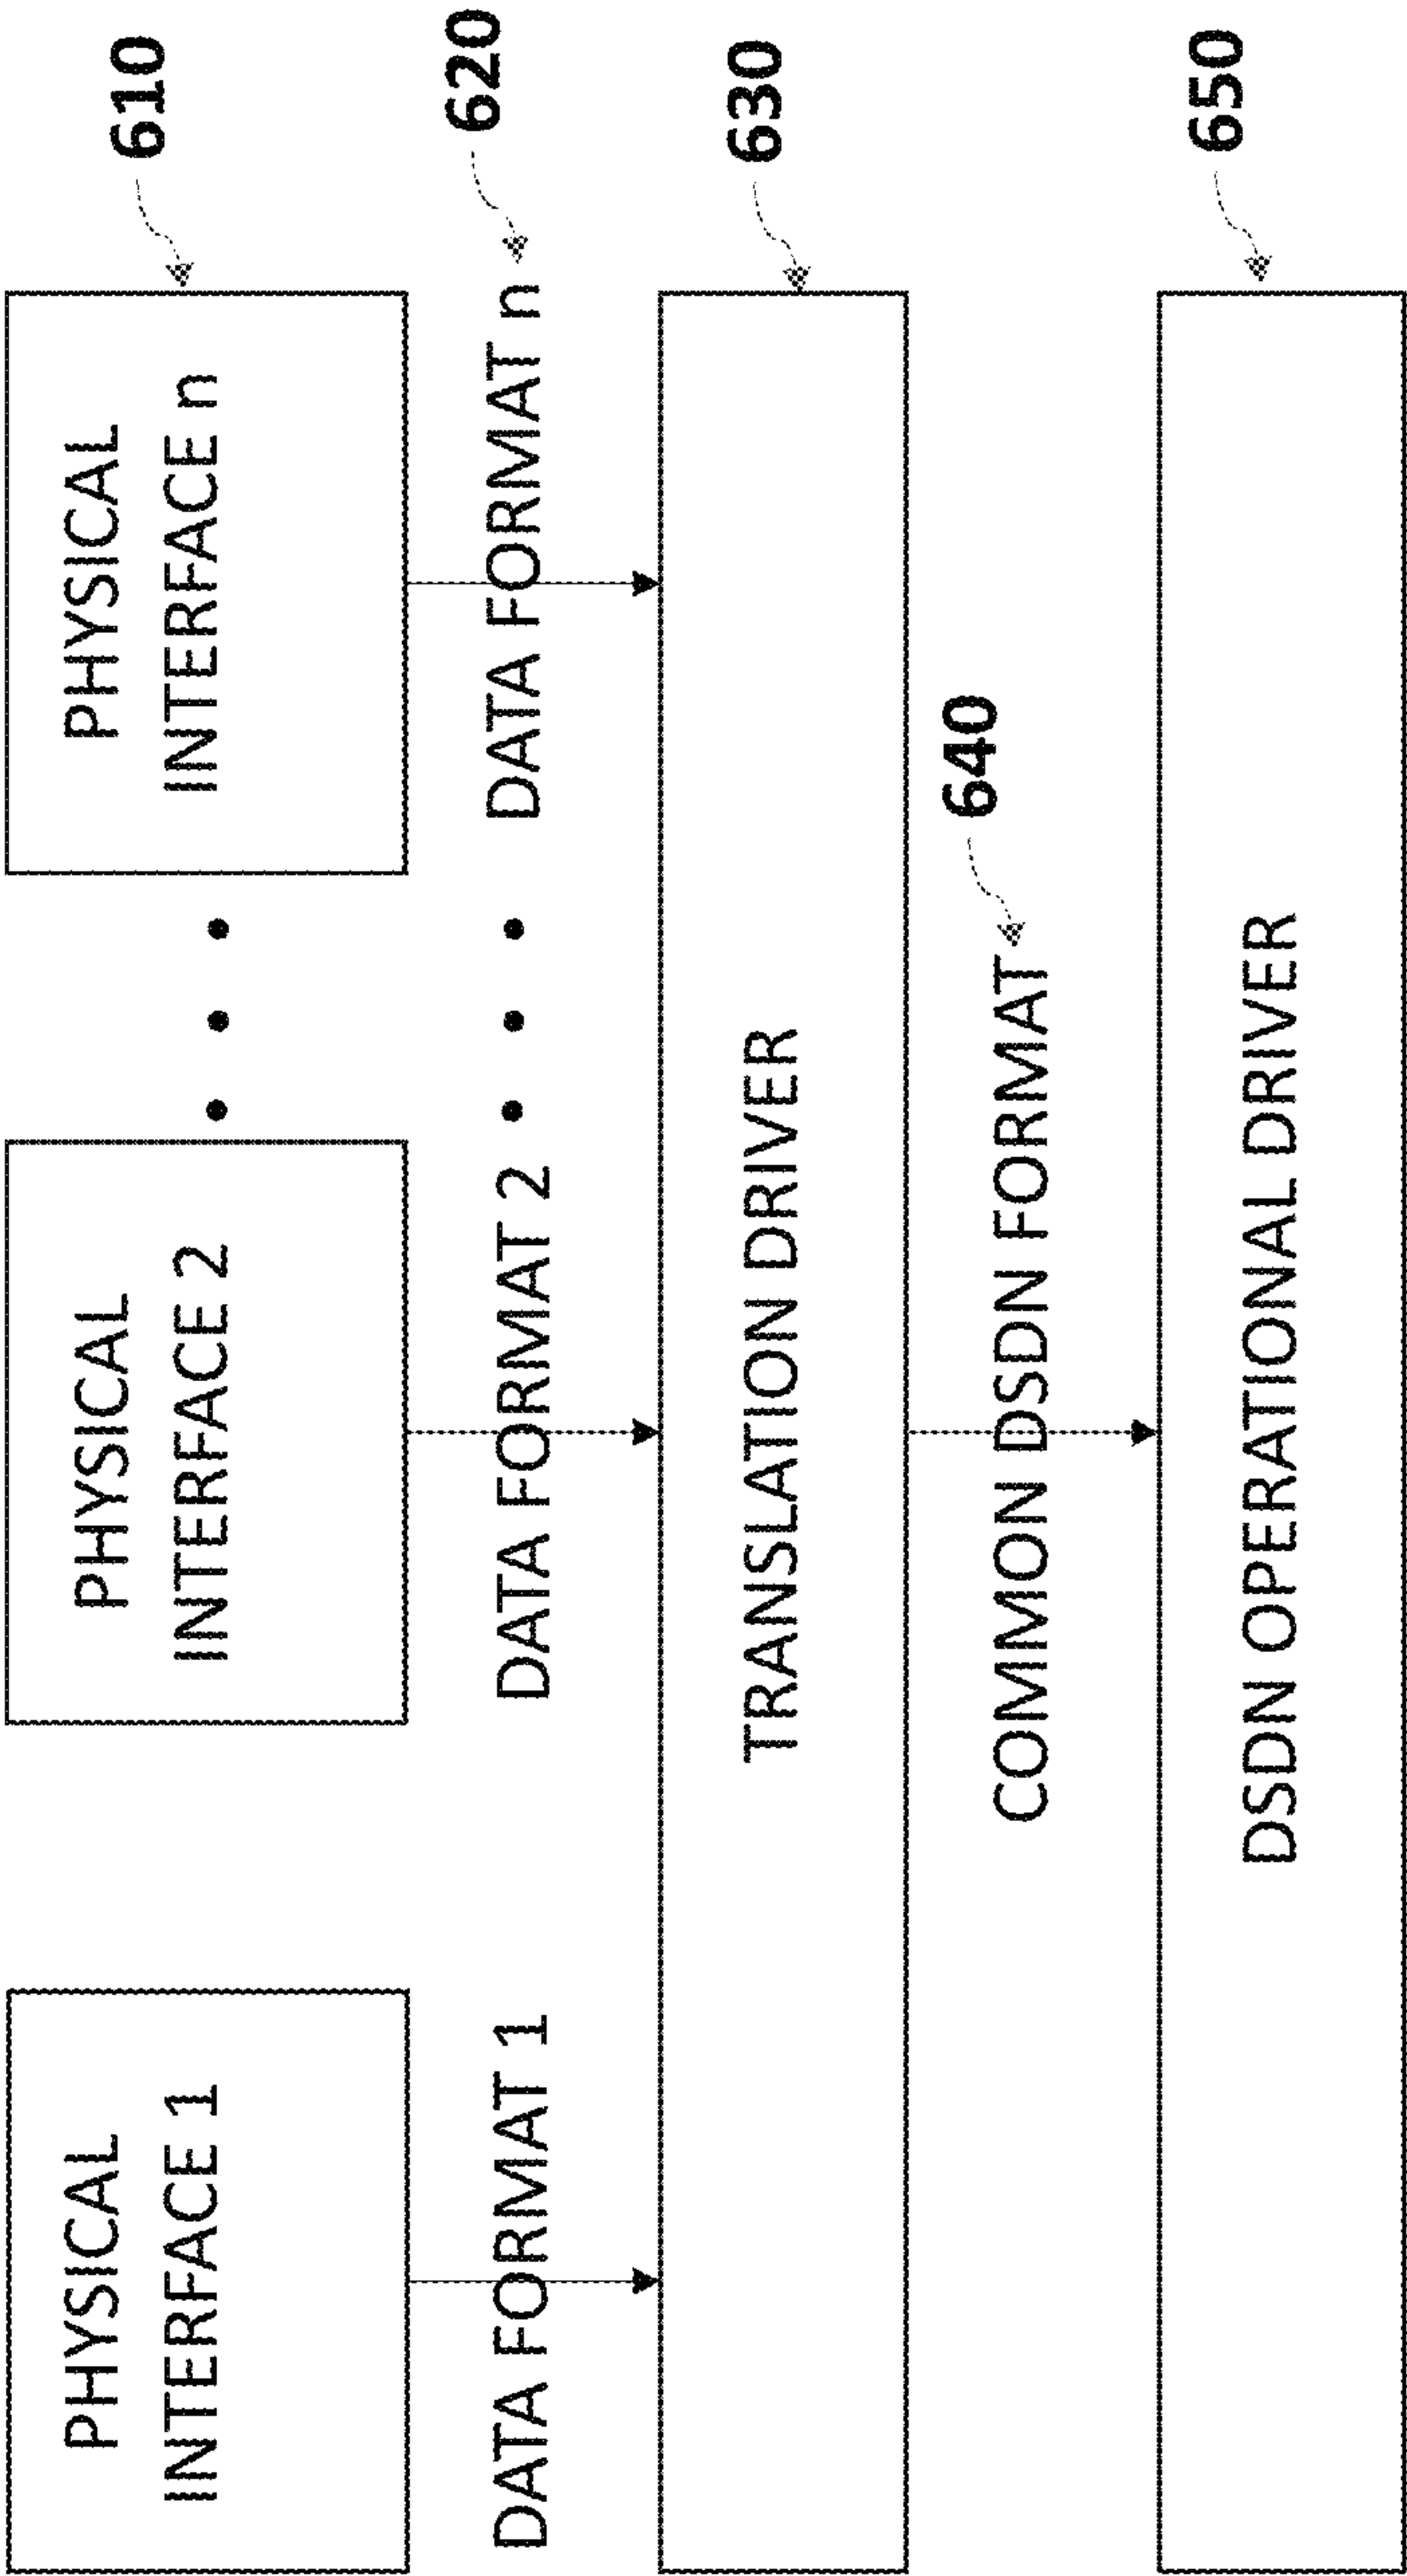 PHYSICAL
INTERFACE 1
PHYSICAL
INTERFACE 2
• • •
PHYSICAL
INTERFACE n
610
DATA FORMAT 1
DATA FORMAT 2
• • •
DATA FORMAT n
620
TRANSLATION DRIVER
630
COMMON DSDN FORMAT
640
DSDN OPERATIONAL DRIVER
650